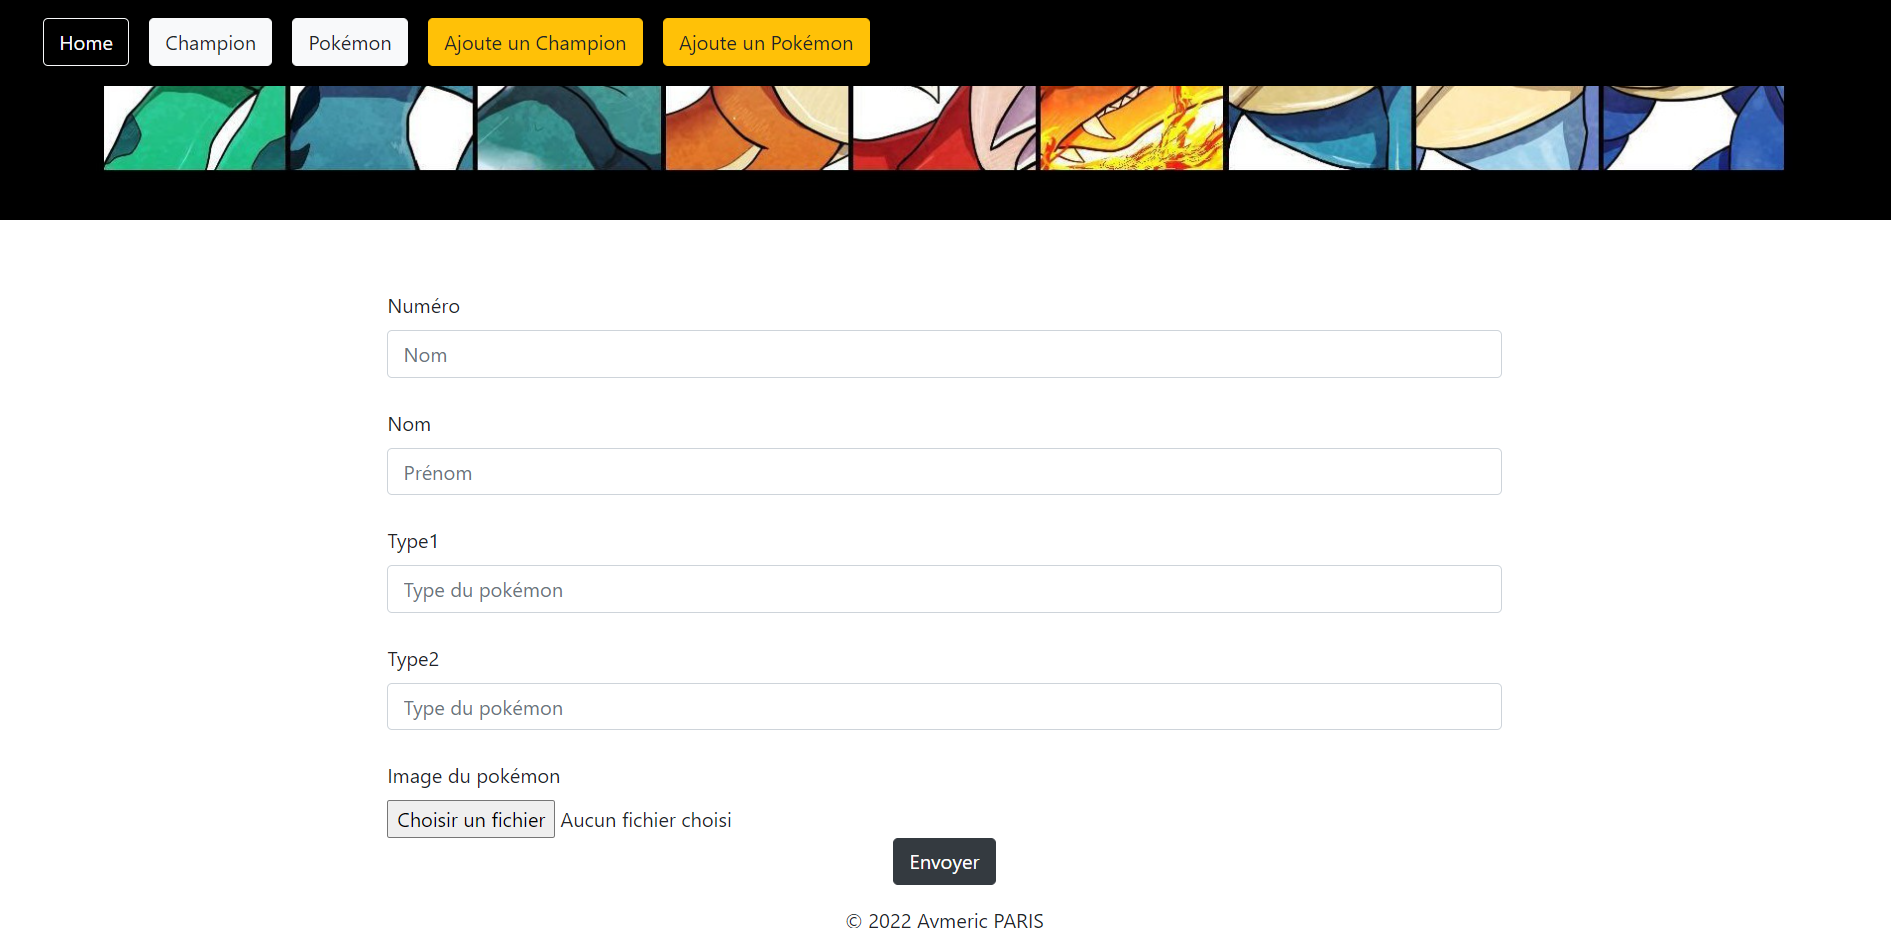 Home Champion Pokémon Ajoute un Champion Ajoute un Pokémon
Numéro
Nom
Nom
Prénom
Type1
Type du pokémon
Type2
Type du pokémon
Image du pokémon
Choisir un fichier Aucun fichier choisi
Envoyer
© 2022 Aymeric PARIS